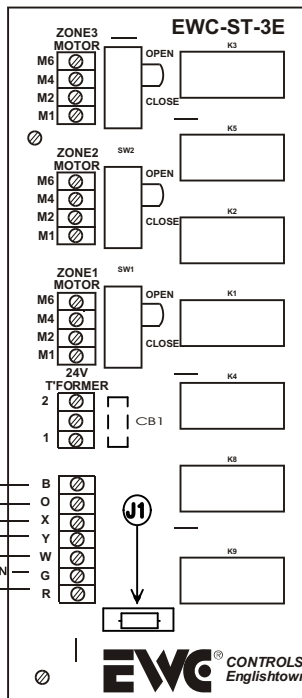 EWC-ST-3E
ZONE3
MOTOR
M6
M4
M2
M1
OPEN
CLOSE
K3
K5
ZONE2
MOTOR
M6
M4
M2
M1
SW2
OPEN
CLOSE
K2
ZONE1
MOTOR
M6
M4
M2
M1
SW1
OPEN
CLOSE
K1
24V
T'FORMER
2
1
CB1
K4
B
O
X
Y
W
G
R
N
J1
K8
K9
EWC® CONTROLS
Englishtown